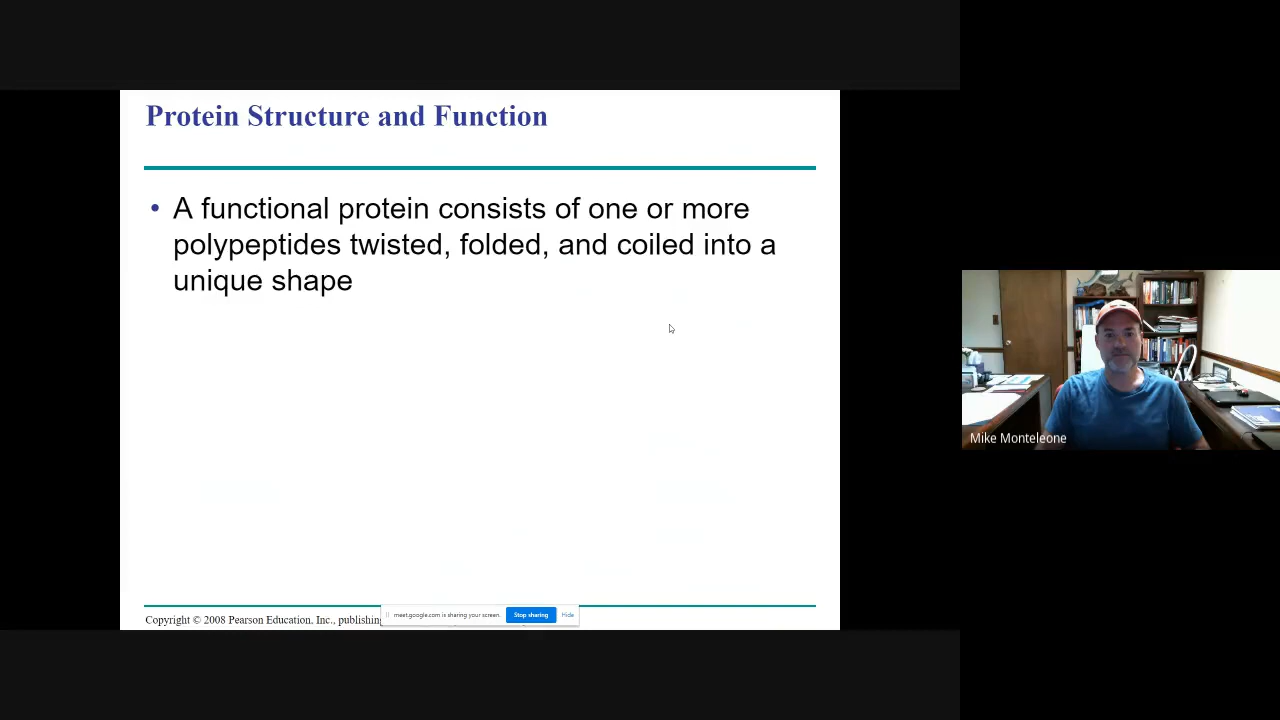 Protein Structure and Function
• A functional protein consists of one or more
polypeptides twisted, folded, and coiled into a
unique shape
Mike Monteleone
meet.google.com is sharing your screen.
Stop sharing
Hide
Copyright © 2008 Pearson Education, Inc., publishing